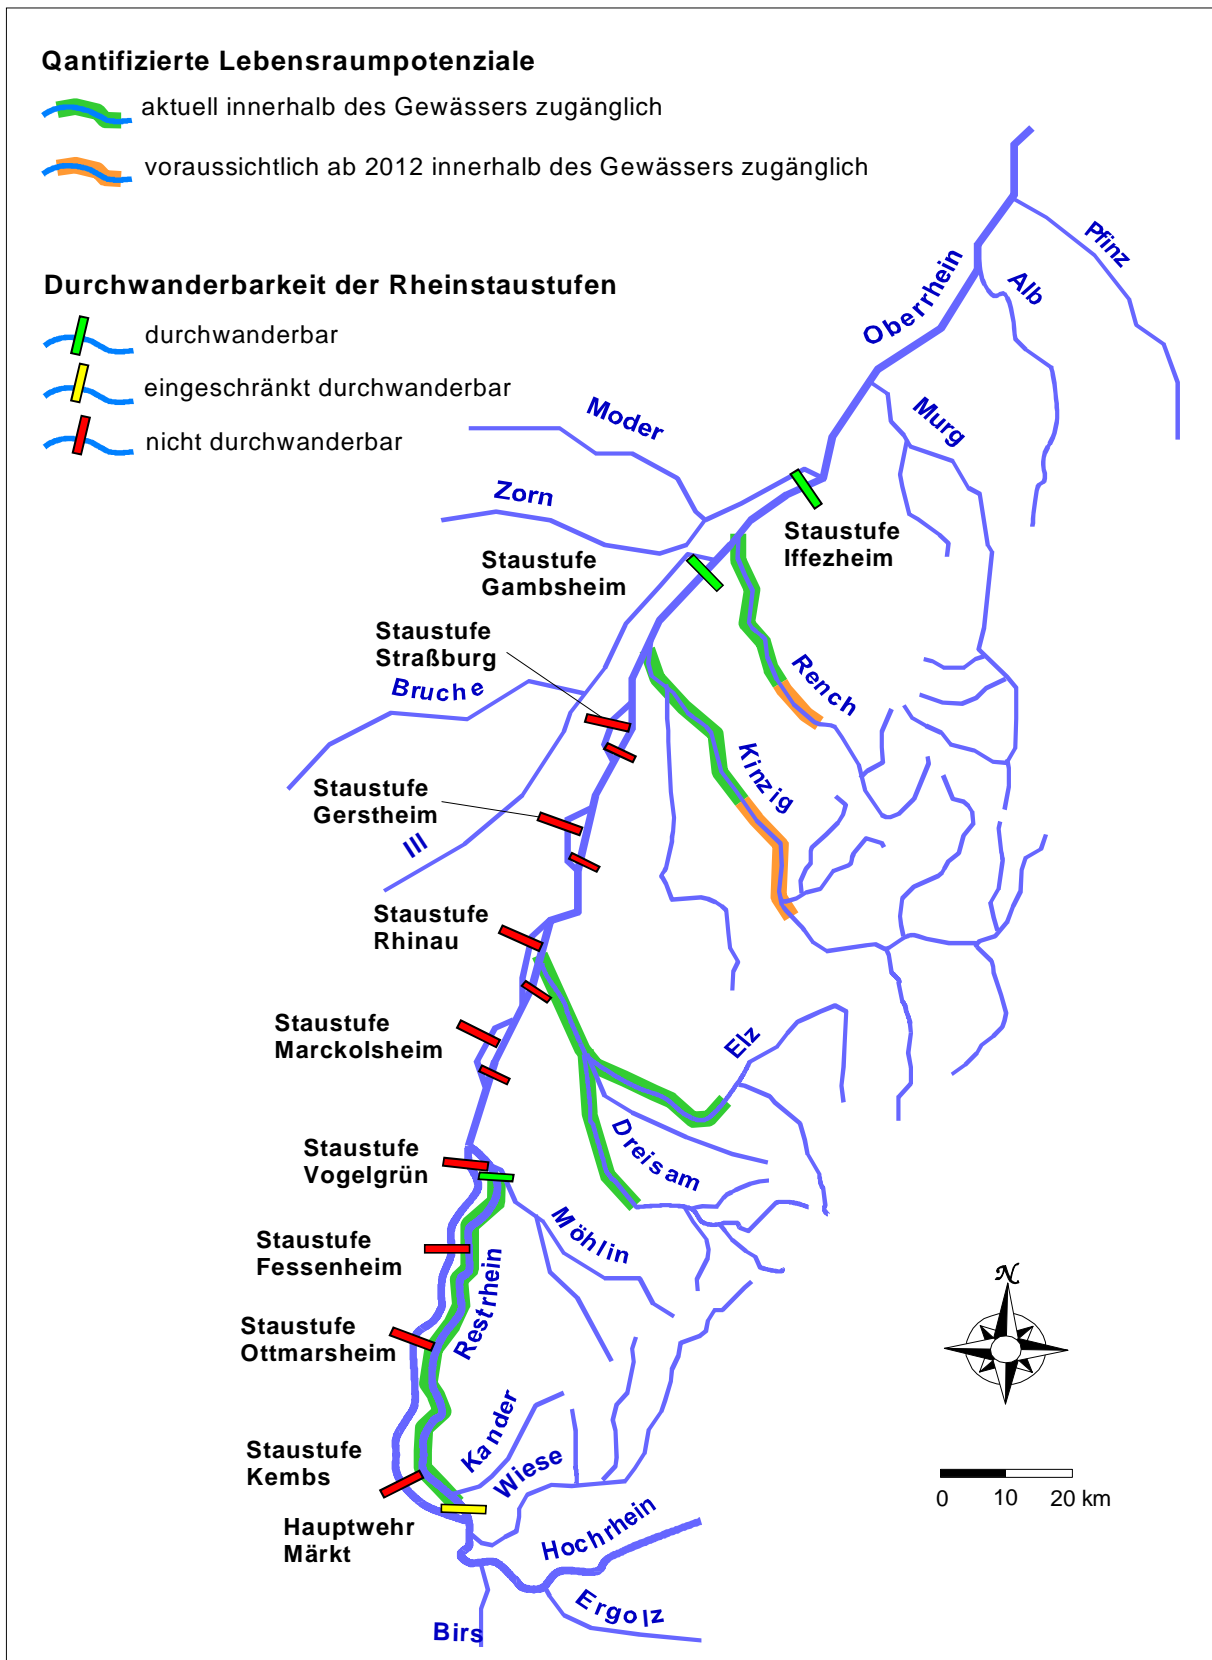 Qantifizierte Lebensraumpotenziale
aktuell innerhalb des Gewässers zugänglich
voraussichtlich ab 2012 innerhalb des Gewässers zugänglich
Durchwanderbarkeit der Rheinstaustufen
durchwanderbar
eingeschränkt durchwanderbar
nicht durchwanderbar
Pfinz
Alb
Oberrhein
Murg
Moder
Zorn
Staustufe
Iffezheim
Staustufe
Gambsheim
Staustufe
Straßburg
Bruche
Rench
Kinzig
Staustufe
Gerstheim
Ill
Staustufe
Rhinau
Staustufe
Marckolsheim
Elz
Dreisam
Staustufe
Vogelgrün
Möhlin
Staustufe
Fessenheim
Restrhein
N
Staustufe
Ottmarsheim
Kander
Staustufe
Kembs
Wiese
0 10 20 km
Hauptwehr
Märkt
Hochrhein
Ergolz
Birs